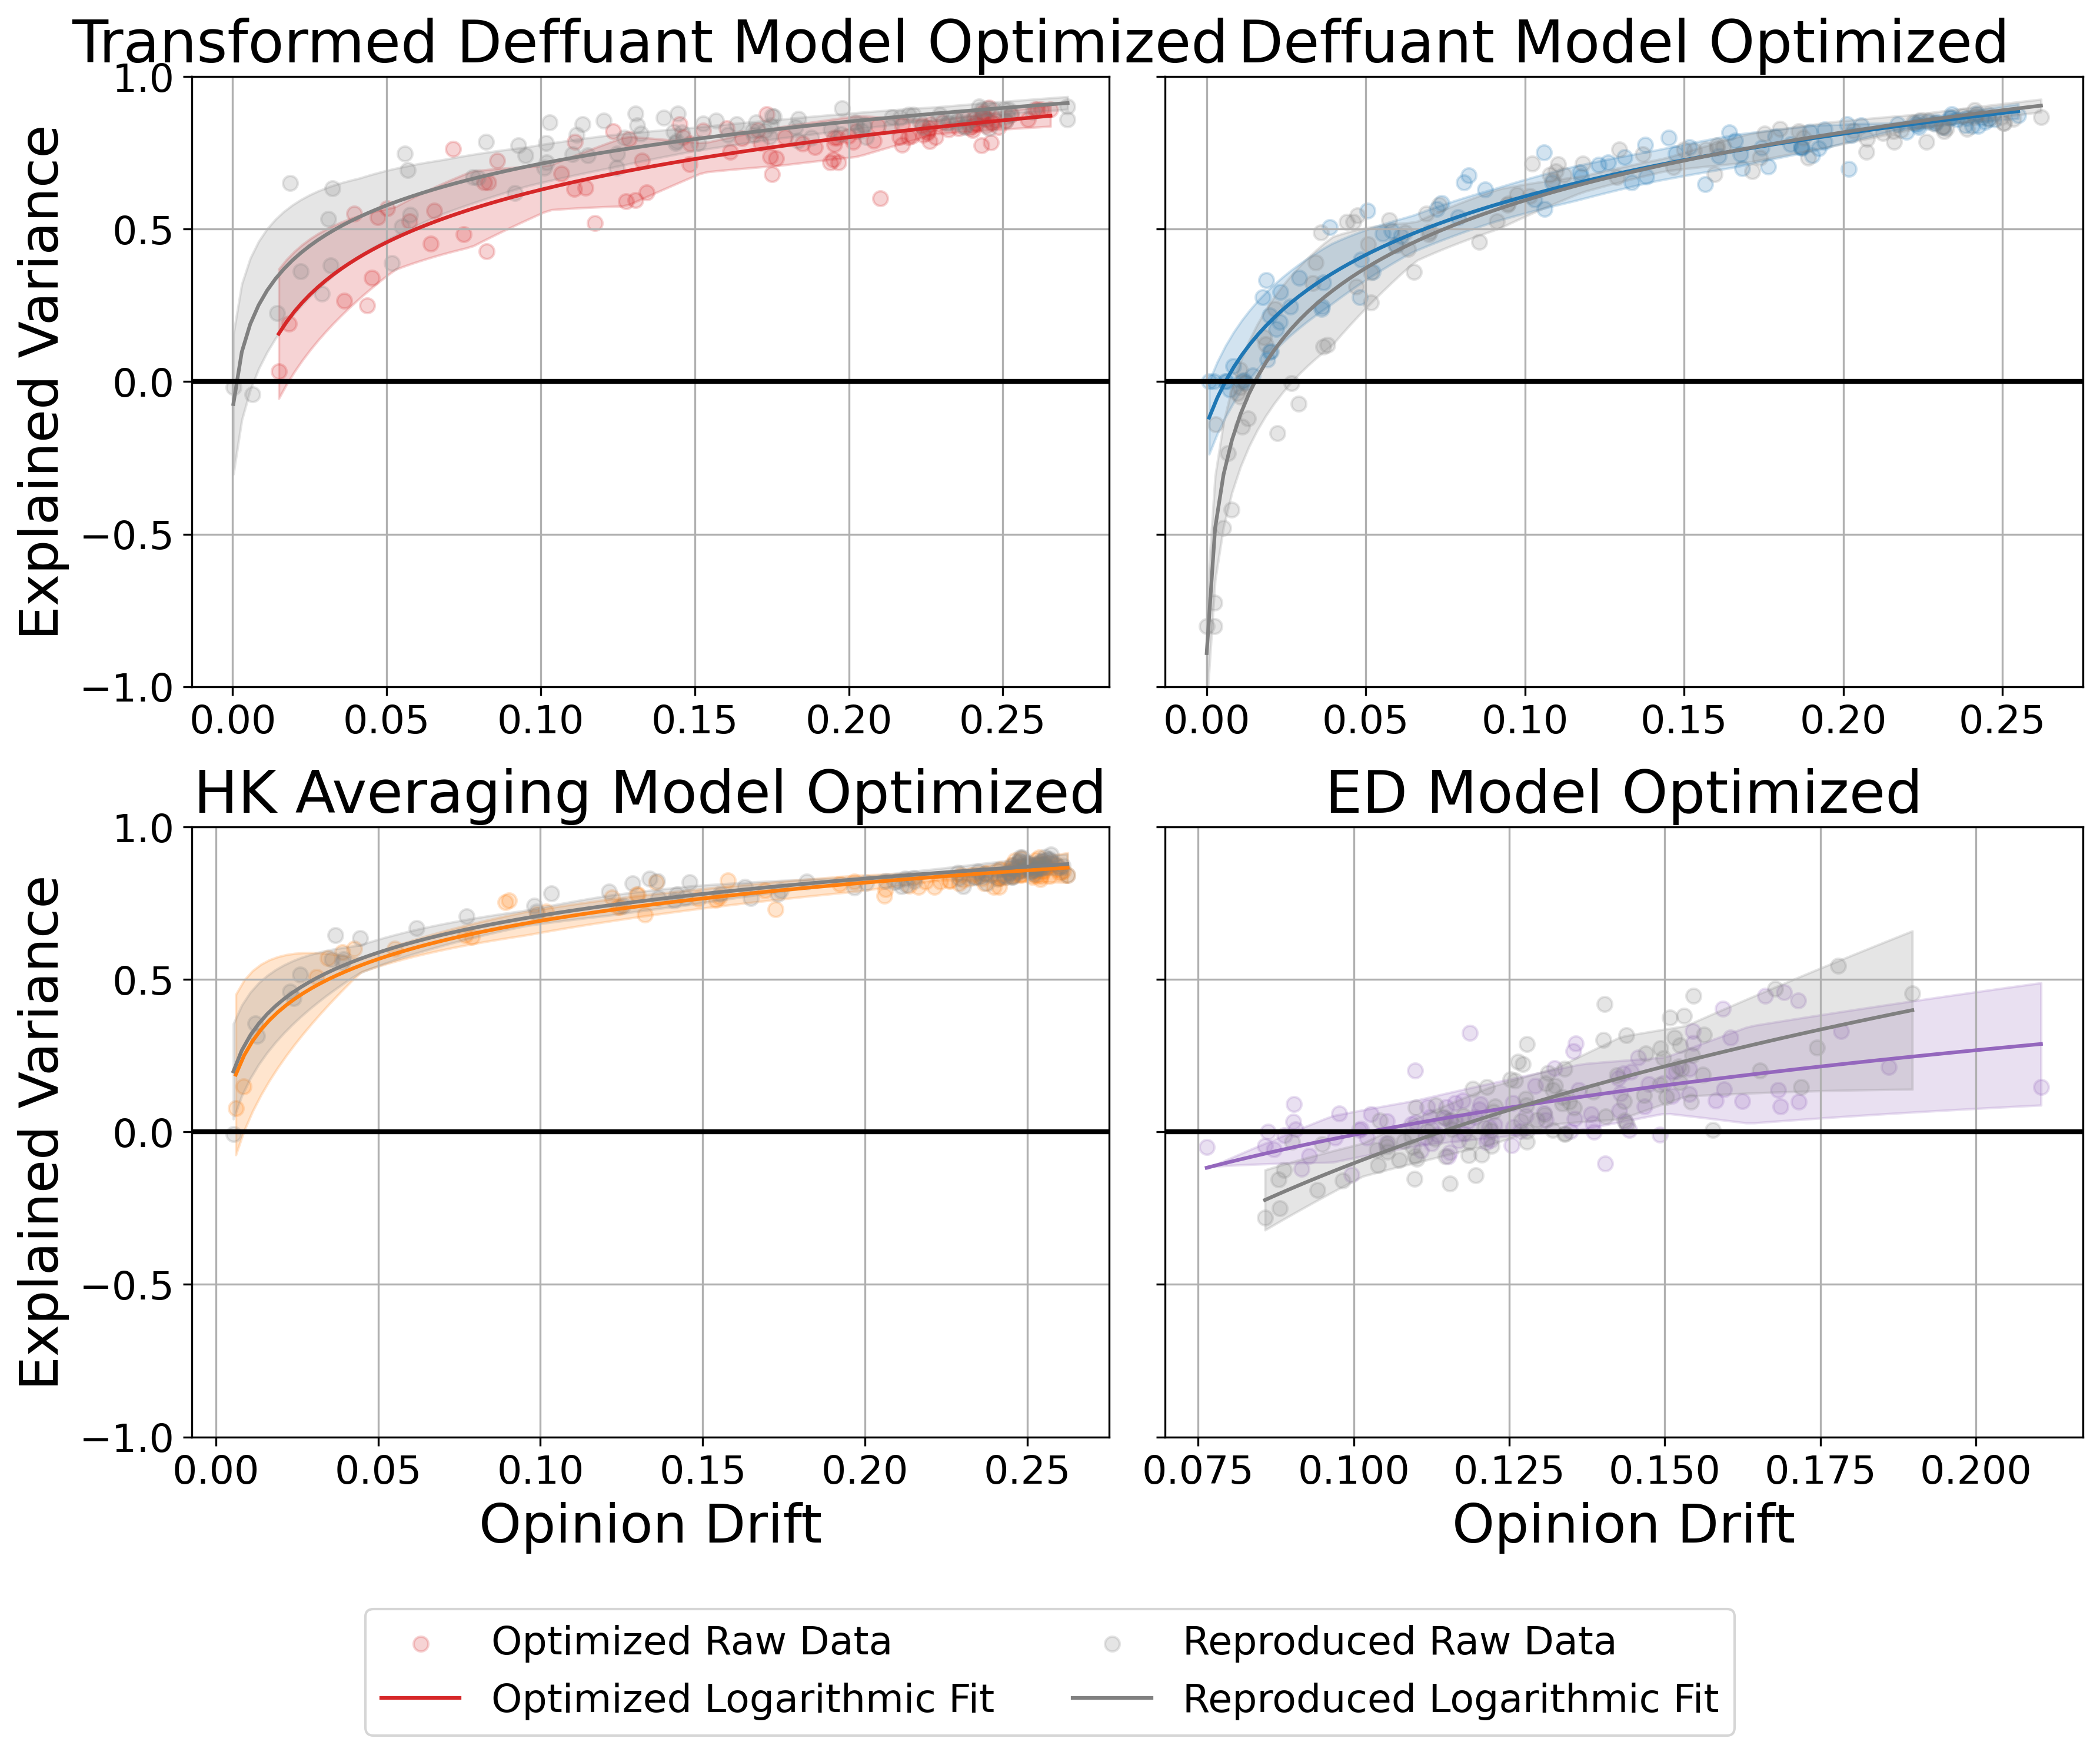 Transformed Deffuant Model Optimized
Deffuant Model Optimized
Explained Variance
1.0
0.5
0.0
−0.5
−1.0
0.00 0.05 0.10 0.15 0.20 0.25
0.00 0.05 0.10 0.15 0.20 0.25
HK Averaging Model Optimized
ED Model Optimized
Explained Variance
1.0
0.5
0.0
−0.5
−1.0
0.00 0.05 0.10 0.15 0.20 0.25
0.075 0.100 0.125 0.150 0.175 0.200
Opinion Drift
Opinion Drift
Optimized Raw Data
Optimized Logarithmic Fit
Reproduced Raw Data
Reproduced Logarithmic Fit